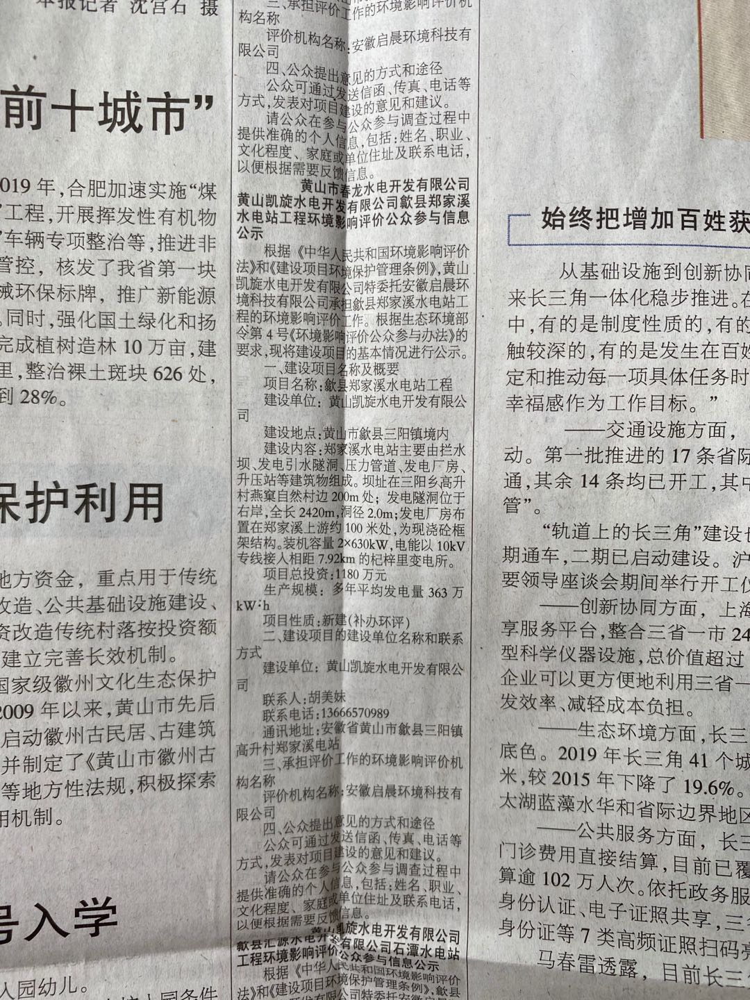 本报记者 沈宫石 摄
前十城市”
019 年,合肥加速实施“煤
”工程,开展挥发性有机物
”车辆专项整治等,推进非
管控, 核发了我省第一块
械环保标牌, 推广新能源
。同时,强化国土绿化和扬
完成植树造林 10 万亩,建
里,整治裸土斑块 626 处,
到 28%。
保护利用
地方资金, 重点用于传统
改造、公共基础设施建设、
资改造传统村落按投资额
建立完善长效机制。
国家级徽州文化生态保护
2009 年以来,黄山市先后
启动徽州古民居、古建筑
并制定了《黄山市徽州古
等地方性法规,积极探索
用机制。
号入学
人园幼儿。
三、承担评价工作的环境影响评价机
构名称
评价机构名称:安徽启晨环境科技有
限公司
四、公众提出意见的方式和途径
公众可通过发送信函、传真、电话等
方式,发表对项目建设的意见和建议。
请公众在参与公众参与调查过程中
提供准确的个人信息,包括:姓名、职业、
文化程度、家庭或单位住址及联系电话,
以便根据需要反馈信息。
黄山市春龙水电开发有限公司
黄山凯旋水电开发有限公司歙县郑家溪
水电站工程环境影响评价公众参与信息
公示
根据《中华人民共和国环境影响评价
法》和《建设项目环境保护管理条例》,黄山
凯旋水电开发有限公司特委托安徽启晨环
境科技有限公司承担歙县郑家溪水电站工
程的环境影响评价工作。根据生态环境部
令第 4 号《环境影响评价公众参与办法》的
要求,现将建设项目的基本情况进行公示。
一、建设项目名称及概要
项目名称:歙县郑家溪水电站工程
建设单位: 黄山凯旋水电开发有限公
司
建设地点:黄山市歙县三阳镇境内
建设内容:郑家溪水电站主要由拦水
坝、发电引水隧洞、压力管道、发电厂房、
升压站等建筑物组成。坝址在三阳乡高升
村燕窠自然村边 200m 处; 发电隧洞位于
右岸,全长 2420m,洞径 2.0m;发电厂房布
置在郑家溪上游约 100 米处,为现浇砼框
架结构。装机容量 2×630kW,电能以 10kV
专线接入相距 7.92km 的杞梓里变电所。
项目总投资:1180 万元
生产规模: 多年平均发电量 363 万
kW·h
项目性质:新建(补办环评)
二、建设项目的建设单位名称和联系
方式
建设单位: 黄山凯旋水电开发有限公
司
联系人:胡美妹
联系电话:13666570989
通讯地址:安徽省黄山市歙县三阳镇
高升村郑家溪电站
三、承担评价工作的环境影响评价机
构名称
评价机构名称:安徽启晨环境科技有
限公司
四、公众提出意见的方式和途径
公众可通过发送信函、传真、电话等
方式,发表对项目建设的意见和建议。
请公众在参与公众参与调查过程中
提供准确的个人信息,包括:姓名、职业、
文化程度、家庭或单位住址及联系电话,
以便根据需要反馈信息。
黄山凯旋水电开发有限公司
歙县汇源水电开发有限公司石潭水电站
工程环境影响评价公众参与信息公示
根据《中华人民共和国环境影响评价
法》和《建设项目环境保护管理条例》,歙县
始终把增加百姓获
从基础设施到创新协同
来长三角一体化稳步推进。在
中,有的是制度性质的,有的
触较深的,有的是发生在百姓
定和推动每一项具体任务时
幸福感作为工作目标。”
——交通设施方面,
动。第一批推进的 17 条省际
通,其余 14 条均已开工,其中
管”。
“轨道上的长三角”建设
期通车,二期已启动建设。沪
要领导座谈会期间举行开工仪
——创新协同方面, 上海
享服务平台,整合三省一市 24
型科学仪器设施,总价值超过
企业可以更方便地利用三省一
发效率、减轻成本负担。
——生态环境方面,长三
底色。2019 年长三角 41 个城
米,较 2015 年下降了 19.6%。
太湖蓝藻水华和省际边界地区
——公共服务方面, 长三
门诊费用直接结算,目前已覆
算逾 102 万人次。依托政务服
身份认证、电子证照共享,三省
身份证等 7 类高频证照扫码亮
马春雷透露, 目前长三